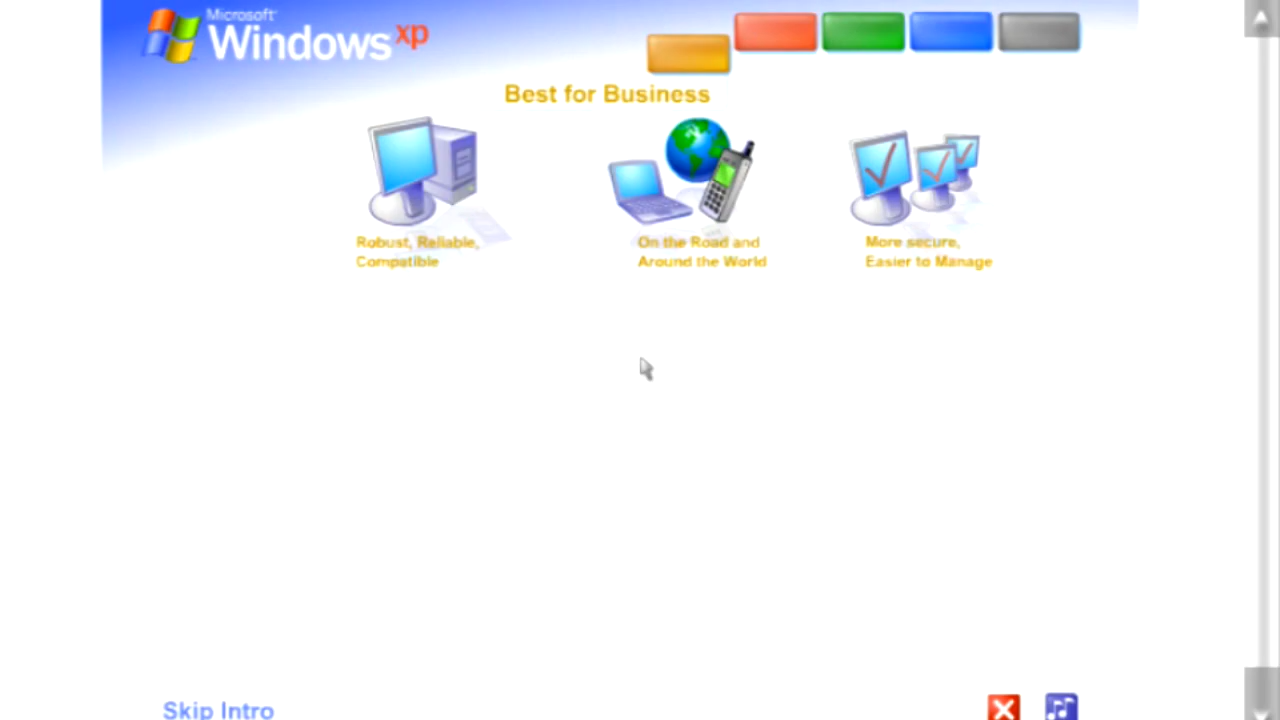 Microsoft
Windows xp
Best for Business
Robust, Reliable,
Compatible
On the Road and
Around the World
More secure,
Easier to Manage
Skip Intro